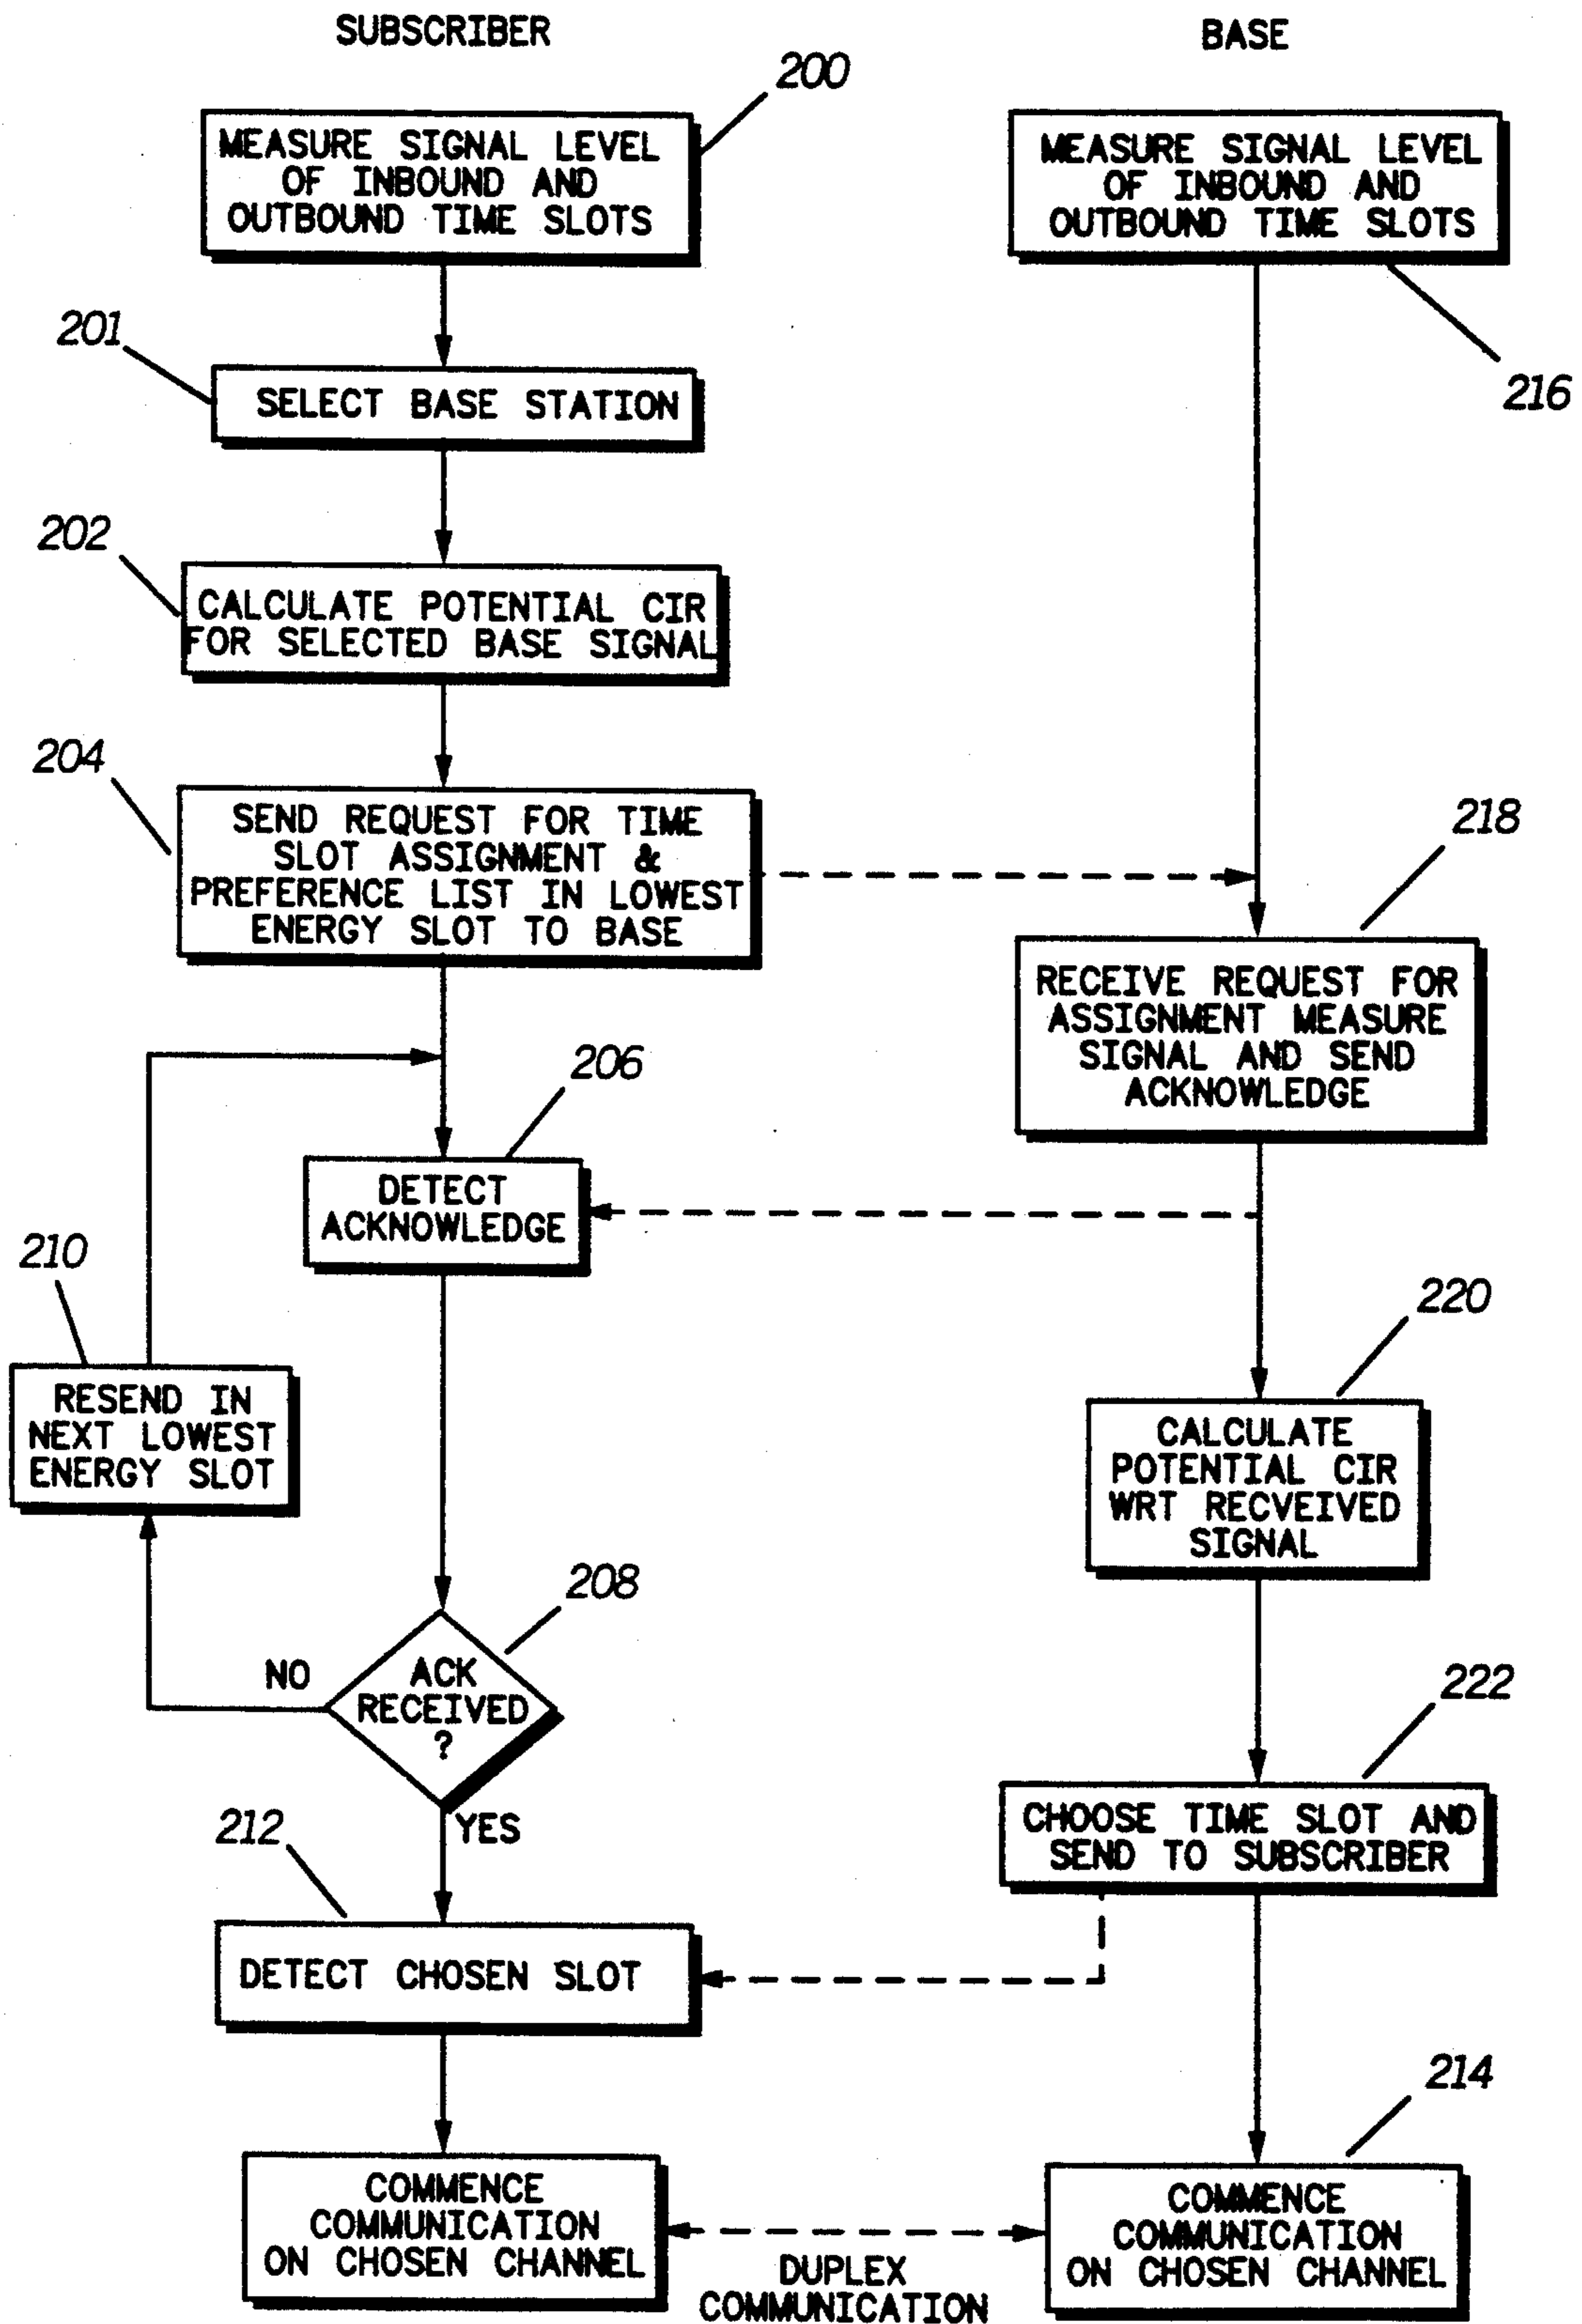 SUBSCRIBER
BASE
200
MEASURE SIGNAL LEVEL
OF INBOUND AND
OUTBOUND TIME SLOTS
MEASURE SIGNAL LEVEL
OF INBOUND AND
OUTBOUND TIME SLOTS
216
201
SELECT BASE STATION
202
CALCULATE POTENTIAL CIR
FOR SELECTED BASE SIGNAL
204
SEND REQUEST FOR TIME
SLOT ASSIGNMENT &
PREFERENCE LIST IN LOWEST
ENERGY SLOT TO BASE
218
RECEIVE REQUEST FOR
ASSIGNMENT MEASURE
SIGNAL AND SEND
ACKNOWLEDGE
206
DETECT
ACKNOWLEDGE
210
RESEND IN
NEXT LOWEST
ENERGY SLOT
220
CALCULATE
POTENTIAL CIR
WRT RECVEIVED
SIGNAL
208
ACK
RECEIVED
?
NO
YES
222
CHOOSE TIME SLOT AND
SEND TO SUBSCRIBER
212
DETECT CHOSEN SLOT
214
COMMENCE
COMMUNICATION
ON CHOSEN CHANNEL
DUPLEX
COMMUNICATION
COMMENCE
COMMUNICATION
ON CHOSEN CHANNEL